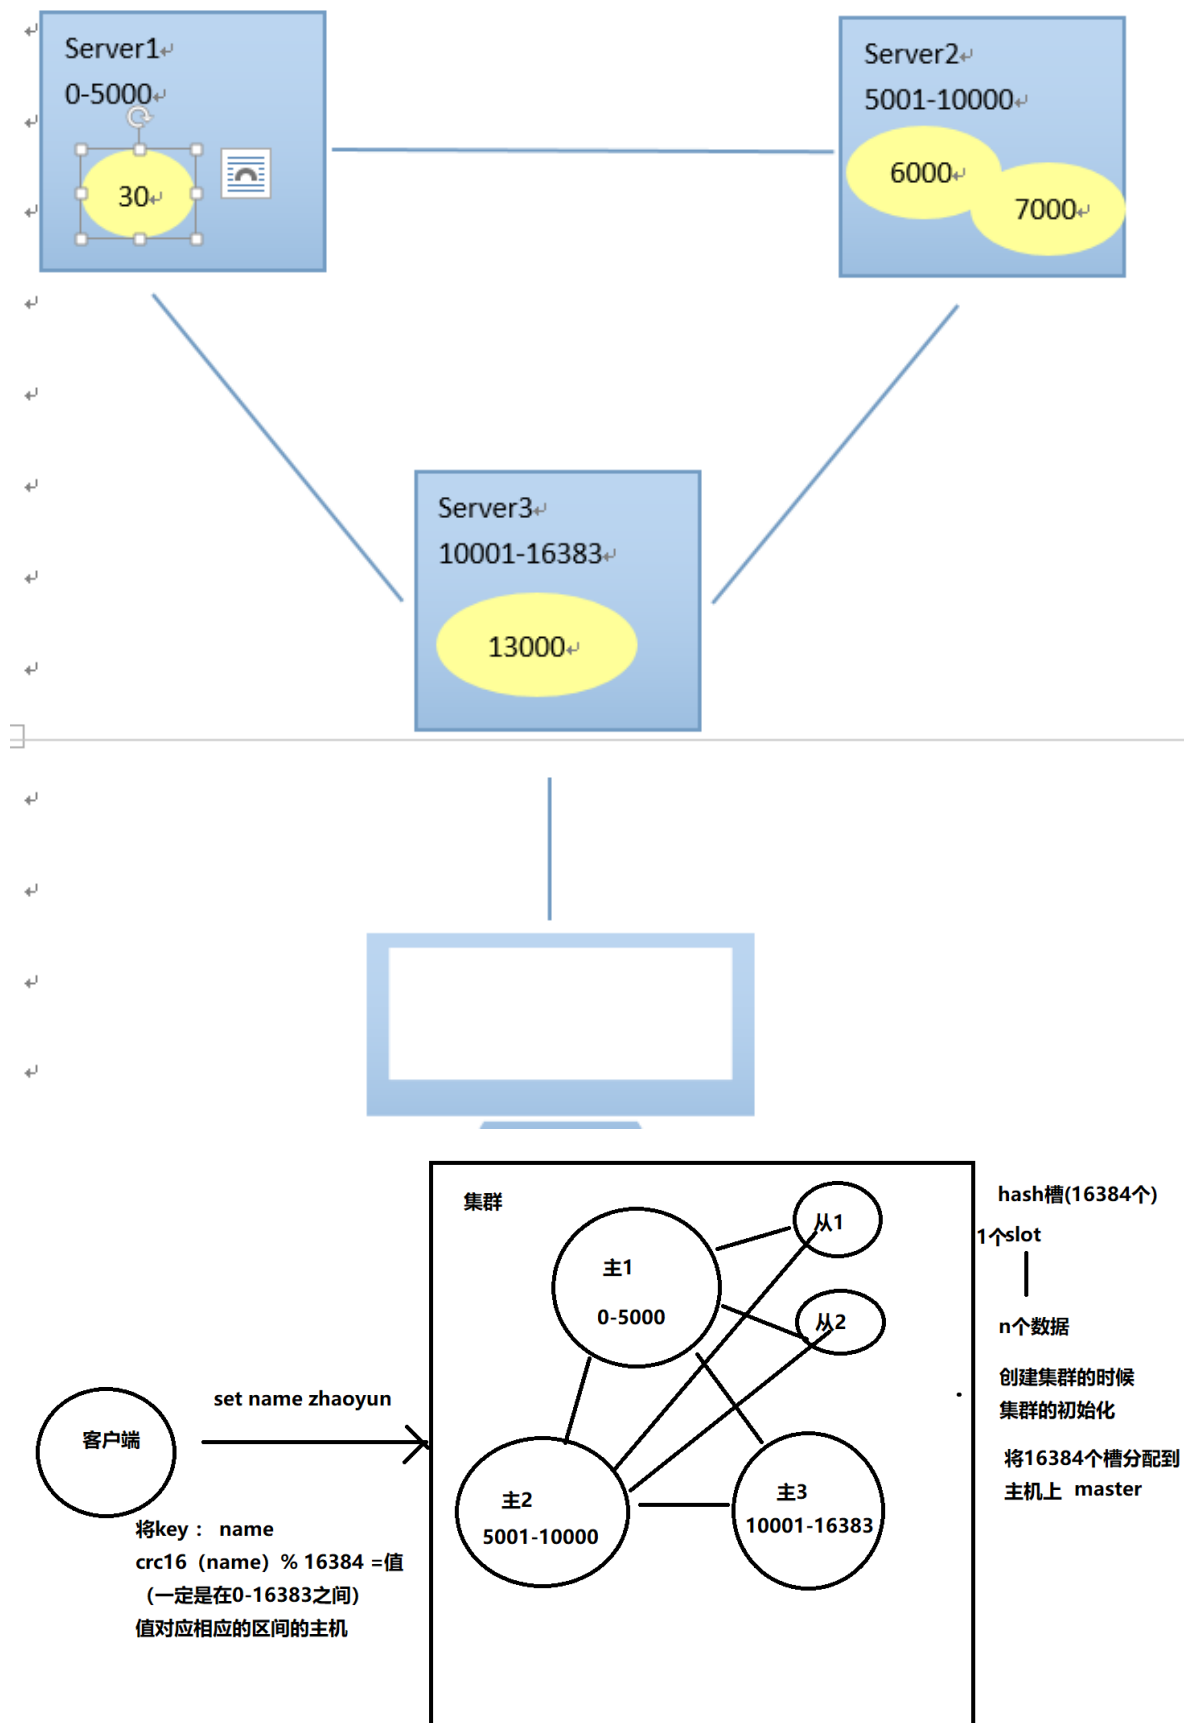 Server1
0-5000
30
Server2
5001-10000
6000
7000
Server3
10001-16383
13000
集群
主1
0-5000
从1
从2
主2
5001-10000
主3
10001-16383
客户端
set name zhaoyun
将key： name
crc16（name）% 16384 =值
（一定是在0-16383之间）
值对应相应的区间的主机
hash槽(16384个)
1个slot
n个数据
创建集群的时候
集群的初始化
将16384个槽分配到
主机上 master